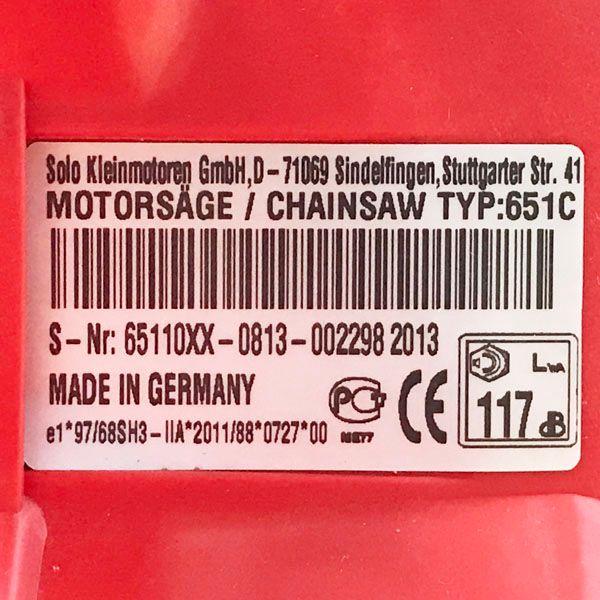 Solo Kleinmotoren GmbH,D-71069 Sindelfingen,Stuttgarter Str. 41
MOTORSÄGE / CHAINSAW TYP:651C
S-Nr: 65110XX-0813-002298 2013
MADE IN GERMANY
e1*97/68SH3-IIA*2011/88*0727*00
PC
CE
LWA
117 dB